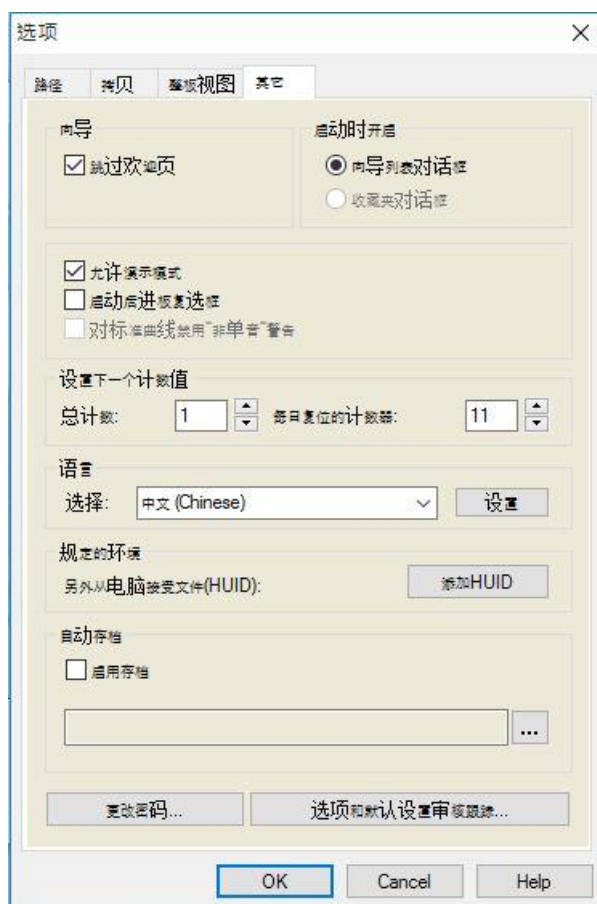 选项
路径 拷贝 整板视图 其它
向导 启动时开启
跳过欢迎页 向导列表对话框
收藏夹对话框
允许演示模式
启动后进板复选框
对标准曲线禁用"非单音"警告
设置下一个计数值
总计数: 1 每日复位的计数器: 11
语言
选择: 中文 (Chinese) 设置
规定的环境
另外从电脑接受文件(HUID): 添加HUID
自动存档
启用存档
...
更改密码... 选项和默认设置审核跟踪...
OK Cancel Help